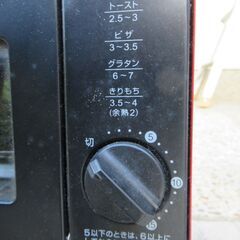 トースト
2.5~3
ピザ
3~3.5
グラタン
6~7
きりもち
3.5~4
(余熱2)
切
5
10
15
5以下のときは、6以上に